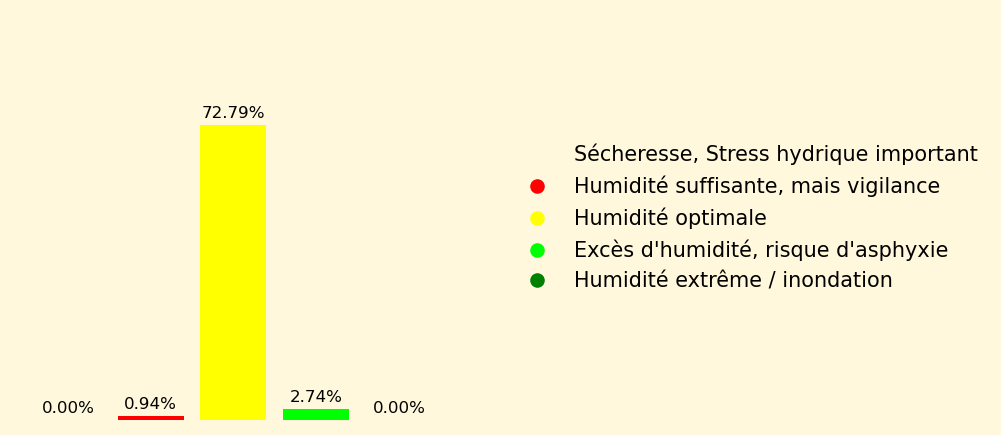 72.79%
0.00%
0.94%
2.74%
0.00%
Sécheresse, Stress hydrique important
Humidité suffisante, mais vigilance
Humidité optimale
Excès d'humidité, risque d'asphyxie
Humidité extrême / inondation